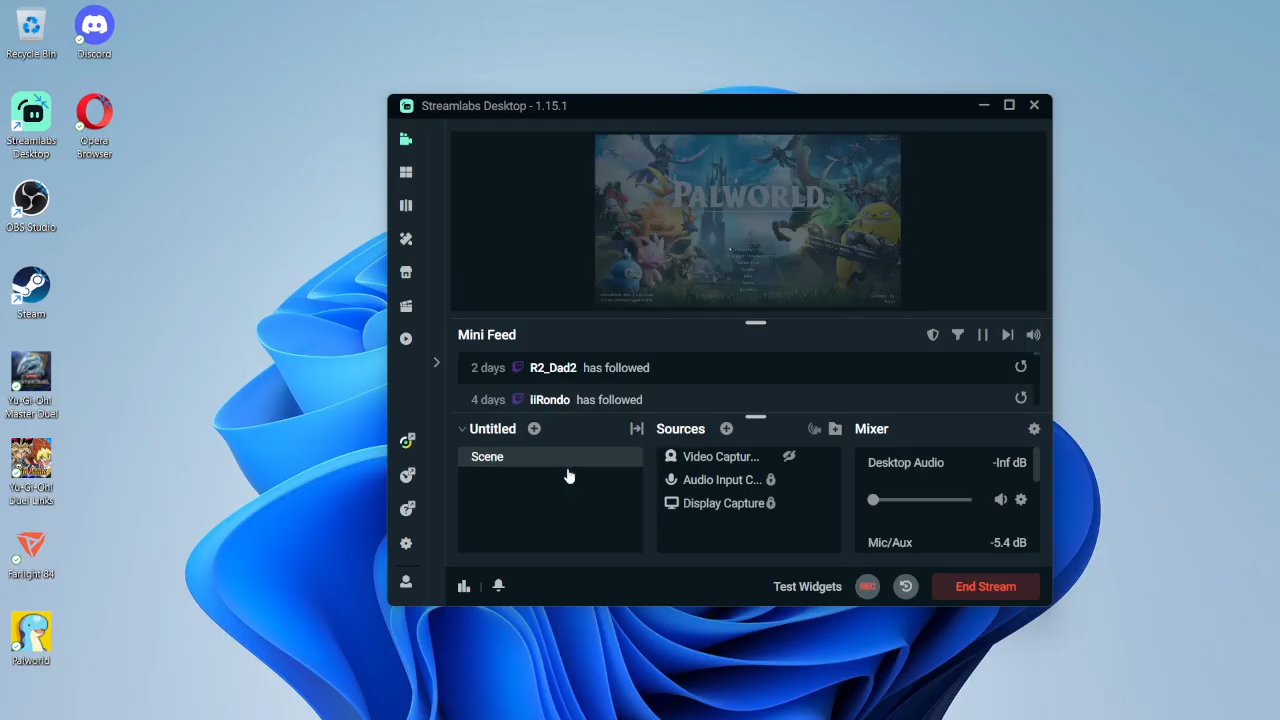 Recycle Bin
Discord
Streamlabs Desktop
Opera Browser
OBS Studio
Steam
Yu-Gi-Oh! Master Duel
Yu-Gi-Oh! Duel Links
Farlight 84
Palworld
Streamlabs Desktop - 1.15.1
PALWORLD
Mini Feed
2 days R2_Dad2 has followed
4 days iiRondo has followed
Untitled
Scene
Sources
Video Captur...
Audio Input C...
Display Capture
Mixer
Desktop Audio -Inf dB
Mic/Aux -5.4 dB
Test Widgets
REC
End Stream